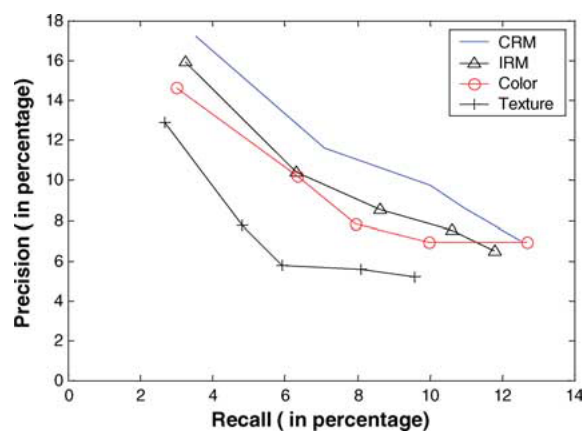 18
16
14
12
10
8
6
4
2
0
Precision ( in percentage)
CRM
IRM
Color
Texture
0 2 4 6 8 10 12 14
Recall ( in percentage)